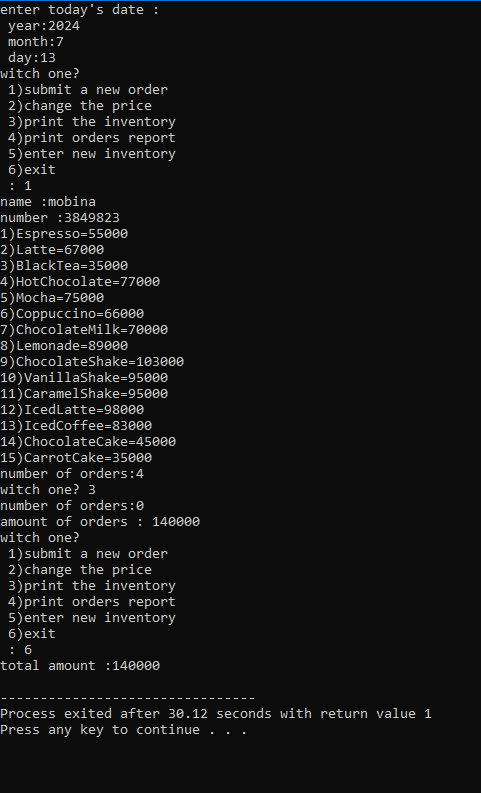 enter today's date :
year:2024
month:7
day:13
witch one?
1)submit a new order
2)change the price
3)print the inventory
4)print orders report
5)enter new inventory
6)exit
: 1
name :mobina
number :3849823
1)Espresso=55000
2)Latte=67000
3)BlackTea=35000
4)HotChocolate=77000
5)Mocha=75000
6)Coppuccino=66000
7)ChocolateMilk=70000
8)Lemonade=89000
9)ChocolateShake=103000
10)VanillaShake=95000
11)CaramelShake=95000
12)IcedLatte=98000
13)IcedCoffee=83000
14)ChocolateCake=45000
15)CarrotCake=35000
number of orders:4
witch one? 3
number of orders:0
amount of orders : 140000
witch one?
1)submit a new order
2)change the price
3)print the inventory
4)print orders report
5)enter new inventory
6)exit
: 6
total amount :140000
--------------------------------
Process exited after 30.12 seconds with return value 1
Press any key to continue . . .